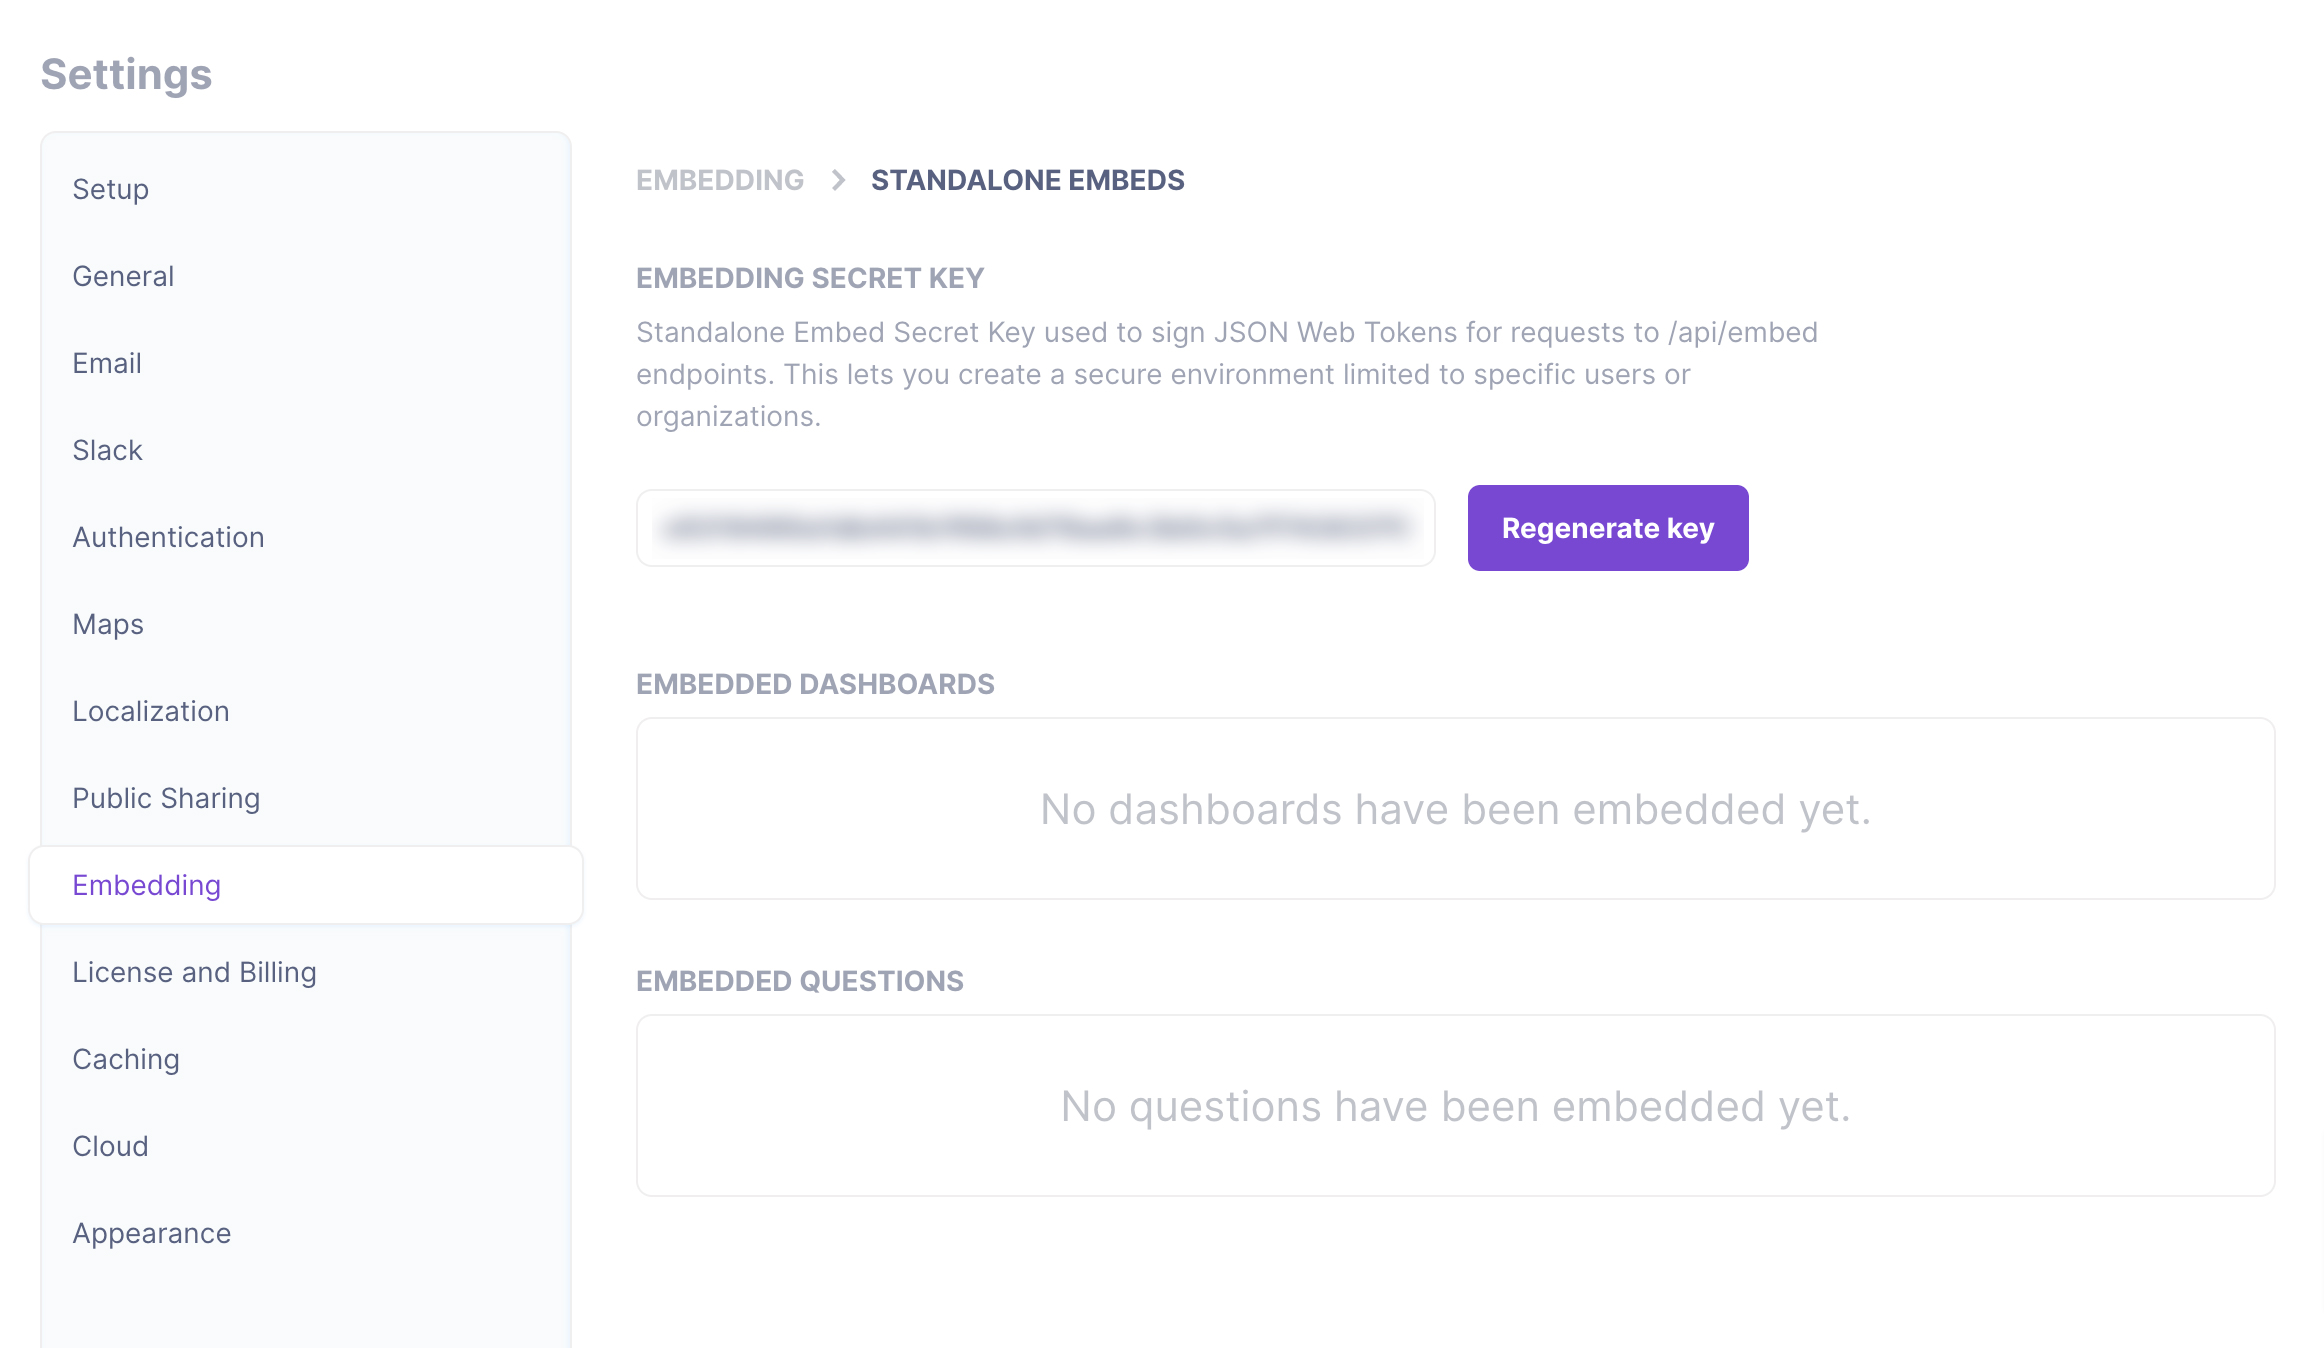 Settings
Setup
General
Email
Slack
Authentication
Maps
Localization
Public Sharing
Embedding
License and Billing
Caching
Cloud
Appearance
EMBEDDING > STANDALONE EMBEDS
EMBEDDING SECRET KEY
Standalone Embed Secret Key used to sign JSON Web Tokens for requests to /api/embed
endpoints. This lets you create a secure environment limited to specific users or
organizations.
Regenerate key
EMBEDDED DASHBOARDS
No dashboards have been embedded yet.
EMBEDDED QUESTIONS
No questions have been embedded yet.